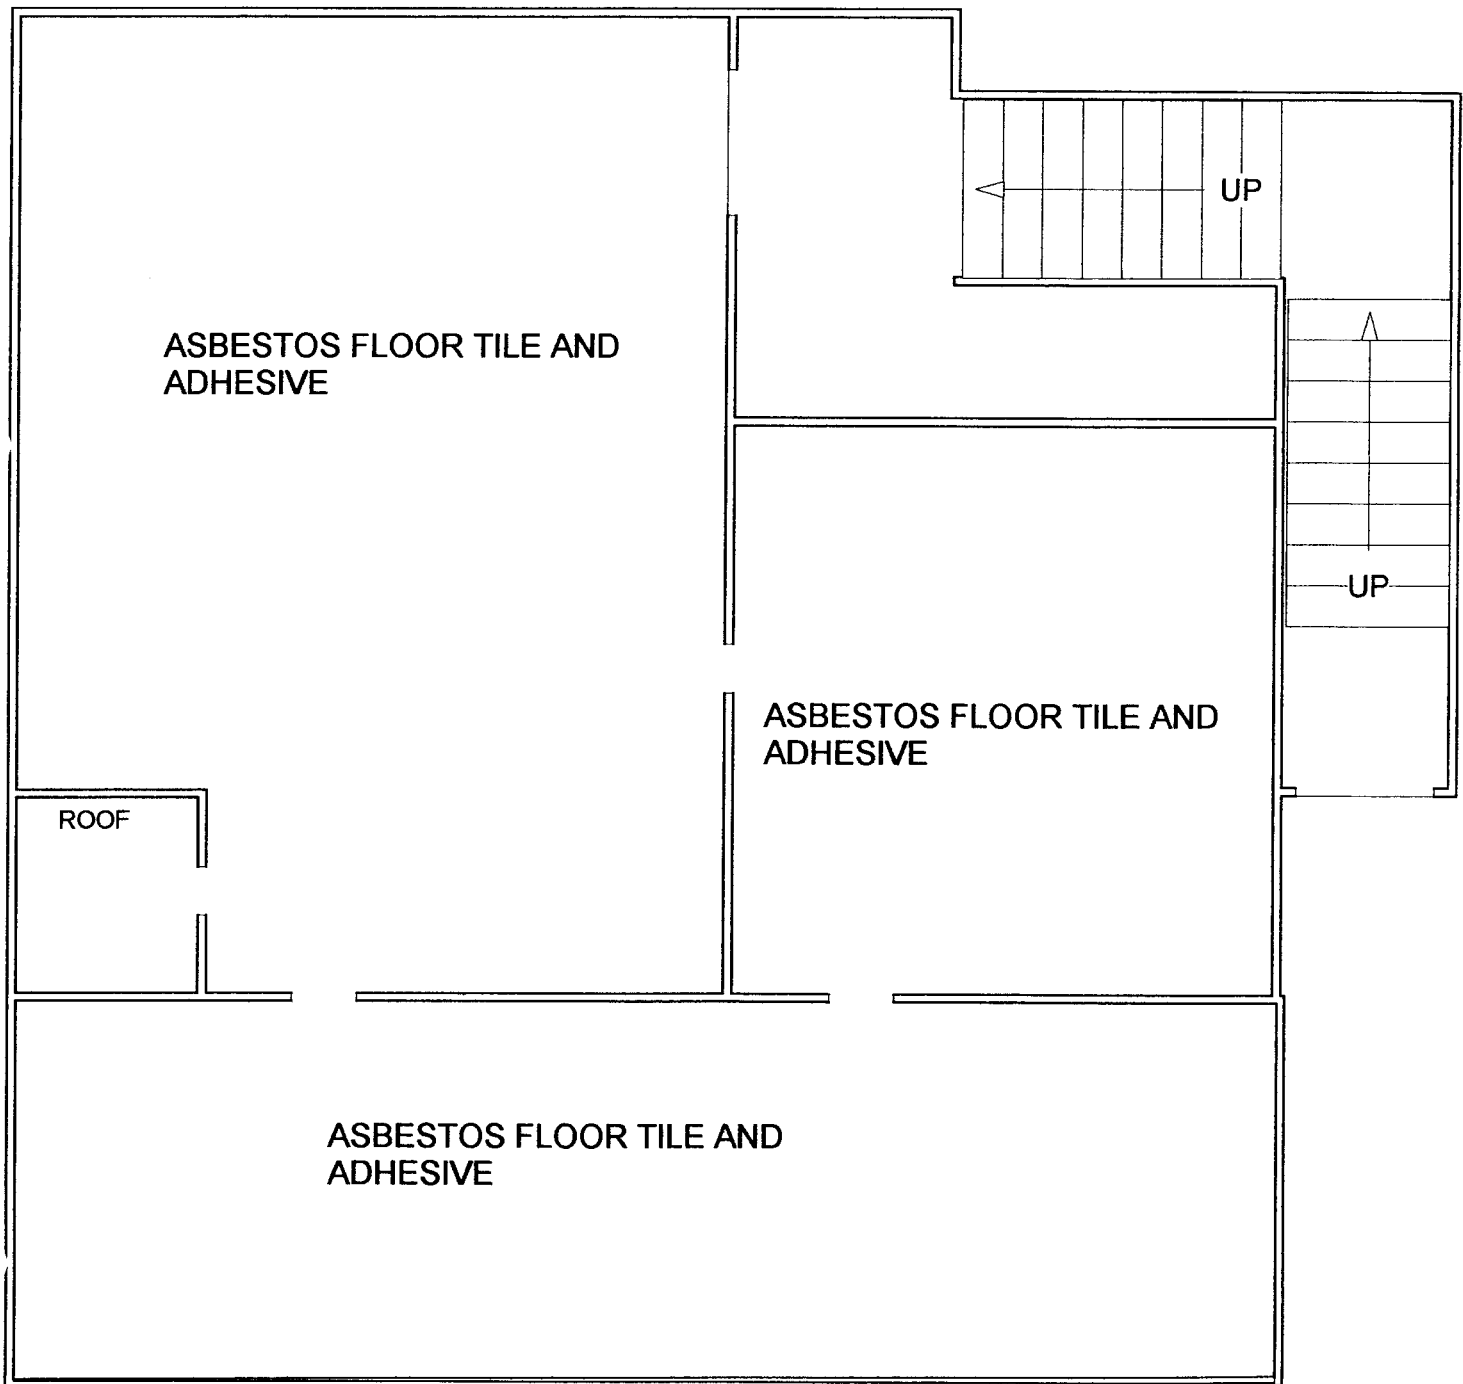 UP
ASBESTOS FLOOR TILE AND
ADHESIVE
UP
ASBESTOS FLOOR TILE AND
ADHESIVE
ROOF
ASBESTOS FLOOR TILE AND
ADHESIVE